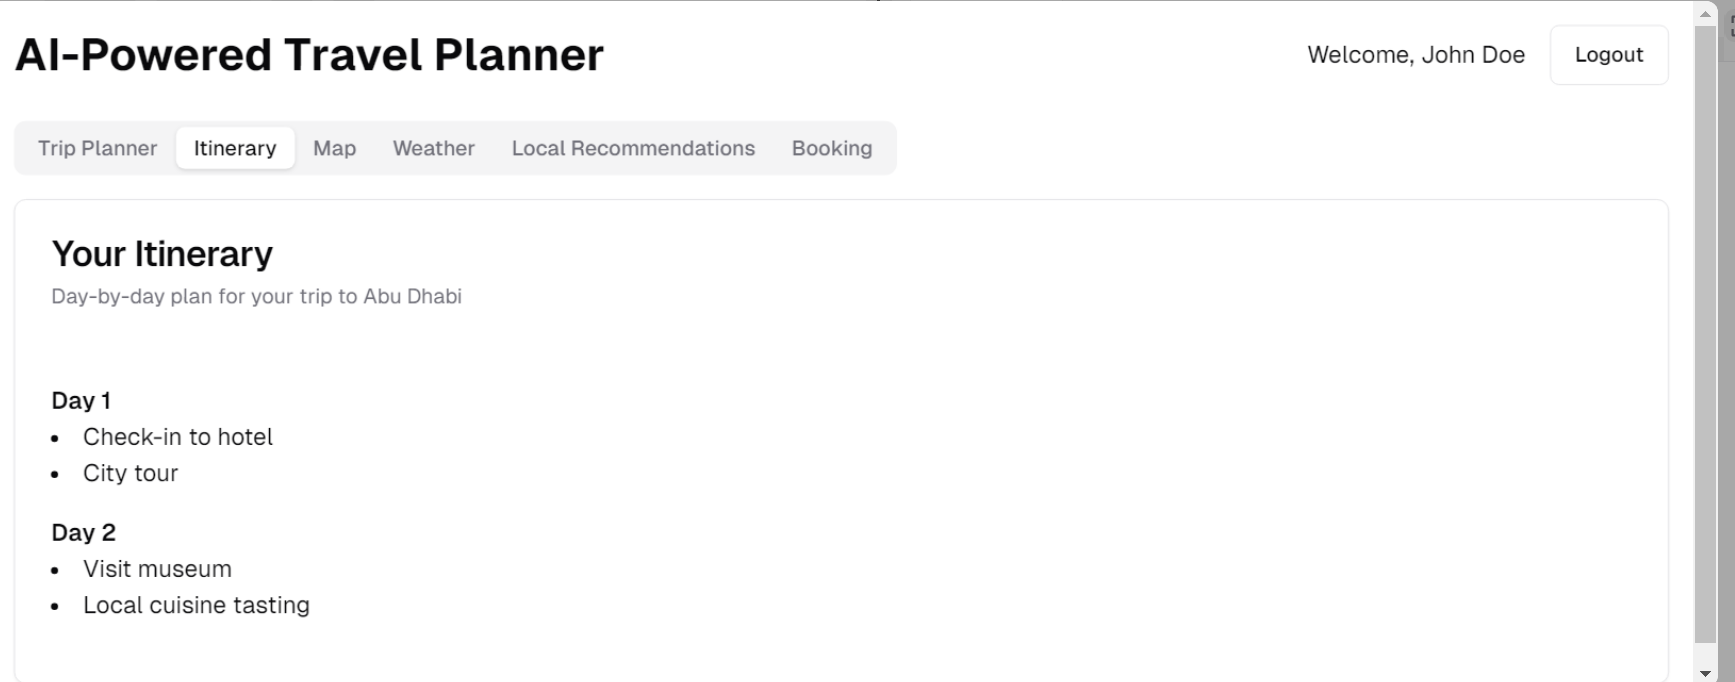 AI-Powered Travel Planner
Welcome, John Doe
Logout
Trip Planner
Itinerary
Map
Weather
Local Recommendations
Booking
Your Itinerary
Day-by-day plan for your trip to Abu Dhabi
Day 1
• Check-in to hotel
• City tour
Day 2
• Visit museum
• Local cuisine tasting